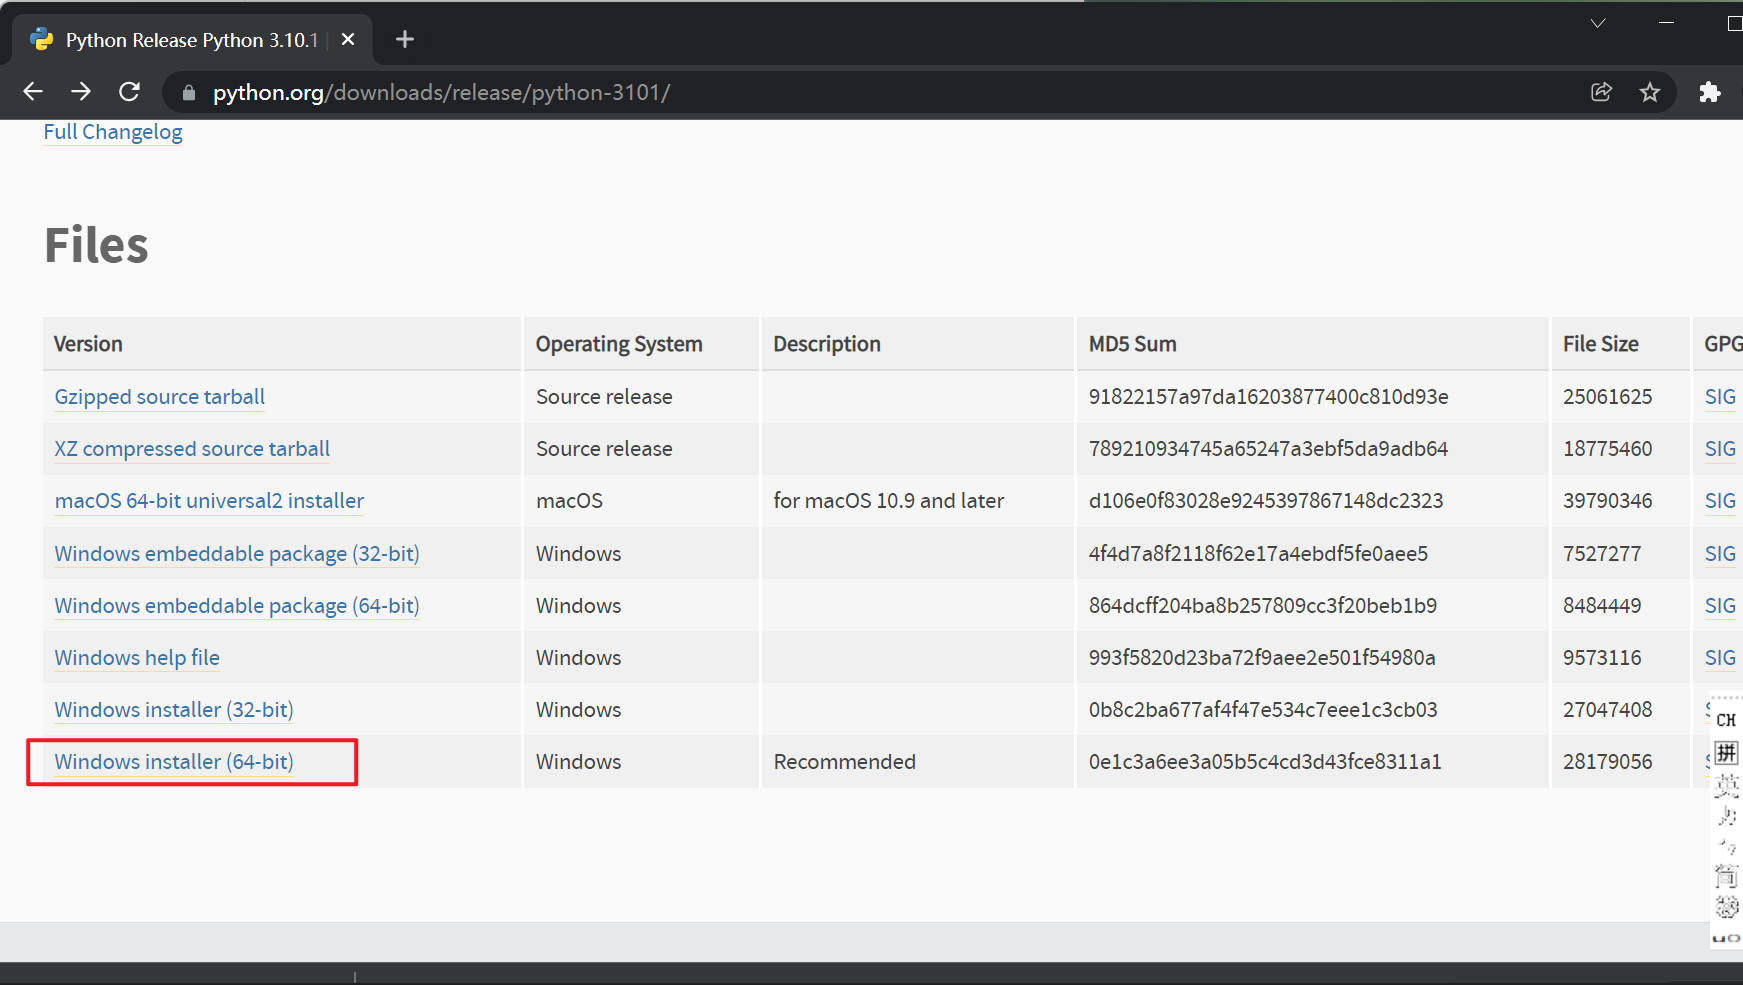 Python Release Python 3.10.1
python.org/downloads/release/python-3101/
Full Changelog
Files
Version Operating System Description MD5 Sum File Size GPG
Gzipped source tarball Source release 91822157a97da16203877400c810d93e 25061625 SIG
XZ compressed source tarball Source release 789210934745a65247a3ebf5da9adb64 18775460 SIG
macOS 64-bit universal2 installer macOS for macOS 10.9 and later d106e0f83028e9245397867148dc2323 39790346 SIG
Windows embeddable package (32-bit) Windows 4f4d7a8f2118f62e17a4ebdf5fe0aee5 7527277 SIG
Windows embeddable package (64-bit) Windows 864dcff204ba8b257809cc3f20beb1b9 8484449 SIG
Windows help file Windows 993f5820d23ba72f9aee2e501f54980a 9573116 SIG
Windows installer (32-bit) Windows 0b8c2ba677af4f47e534c7eee1c3cb03 27047408
Windows installer (64-bit) Windows Recommended 0e1c3a6ee3a05b5c4cd3d43fce8311a1 28179056
CH
拼
英
简